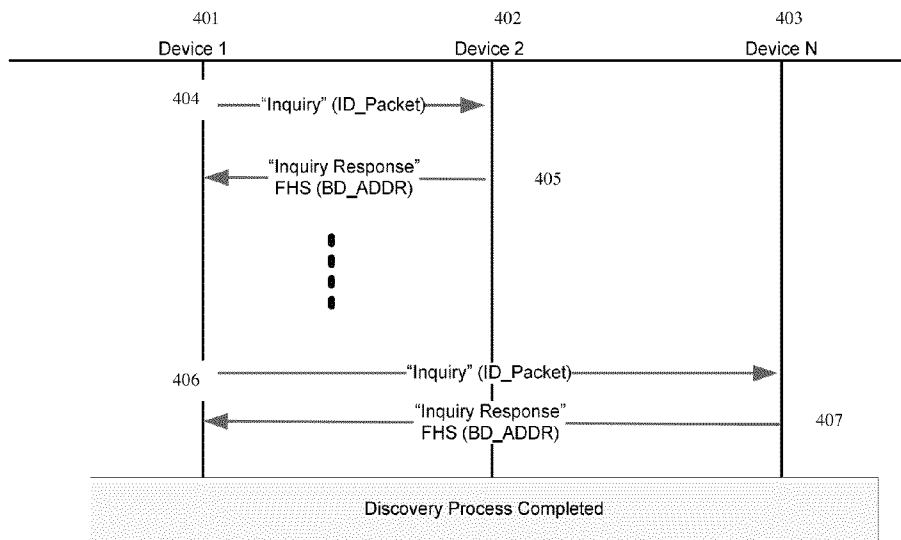 401 402 403
Device 1 Device 2 Device N
404 "Inquiry" (ID_Packet)
"Inquiry Response"
FHS (BD_ADDR) 405
406 "Inquiry" (ID_Packet)
"Inquiry Response"
FHS (BD_ADDR) 407
Discovery Process Completed